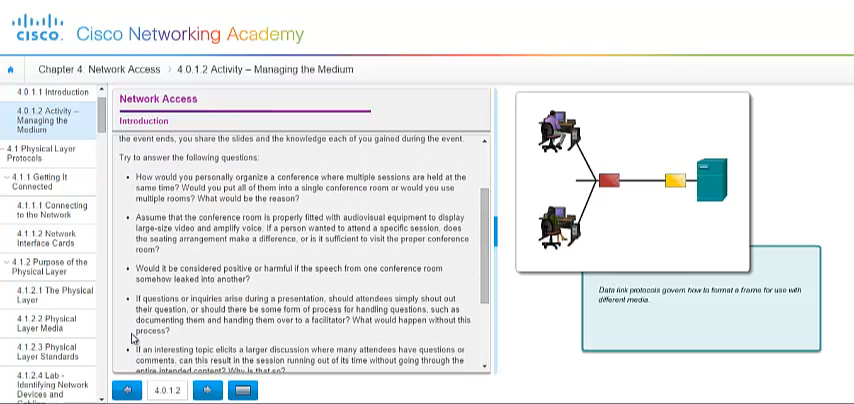 CISCO. Cisco Networking Academy
Chapter 4. Network Access > 4.0.1.2 Activity – Managing the Medium
4.0.1.1 Introduction
4.0.1.2 Activity –
Managing the
Medium
4.1 Physical Layer
Protocols
4.1.1 Getting It
Connected
4.1.1.1 Connecting
to the Network
4.1.1.2 Network
Interface Cards
4.1.2 Purpose of the
Physical Layer
4.1.2.1 The Physical
Layer
4.1.2.2 Physical
Layer Media
4.1.2.3 Physical
Layer Standards
4.1.2.4 Lab -
Identifying Network
Devices and
Network Access
Introduction
the event ends, you share the slides and the knowledge each of you gained during the event.
Try to answer the following questions:
• How would you personally organize a conference where multiple sessions are held at the
same time? Would you put all of them into a single conference room or would you use
multiple rooms? What would be the reason?
• Assume that the conference room is properly fitted with audiovisual equipment to display
large-size video and amplify voice. If a person wanted to attend a specific session, does
the seating arrangement make a difference, or is it sufficient to visit the proper conference
room?
• Would it be considered positive or harmful if the speech from one conference room
somehow leaked into another?
• If questions or inquiries arise during a presentation, should attendees simply shout out
their question, or should there be some form of process for handling questions, such as
documenting them and handing them over to a facilitator? What would happen without this
process?
• If an interesting topic elicits a larger discussion where many attendees have questions or
comments, can this result in the session running out of its time without going through the
entire intended content? Why is that so?
4.0.1.2
Data link protocols govern how to format a frame for use with
different media.